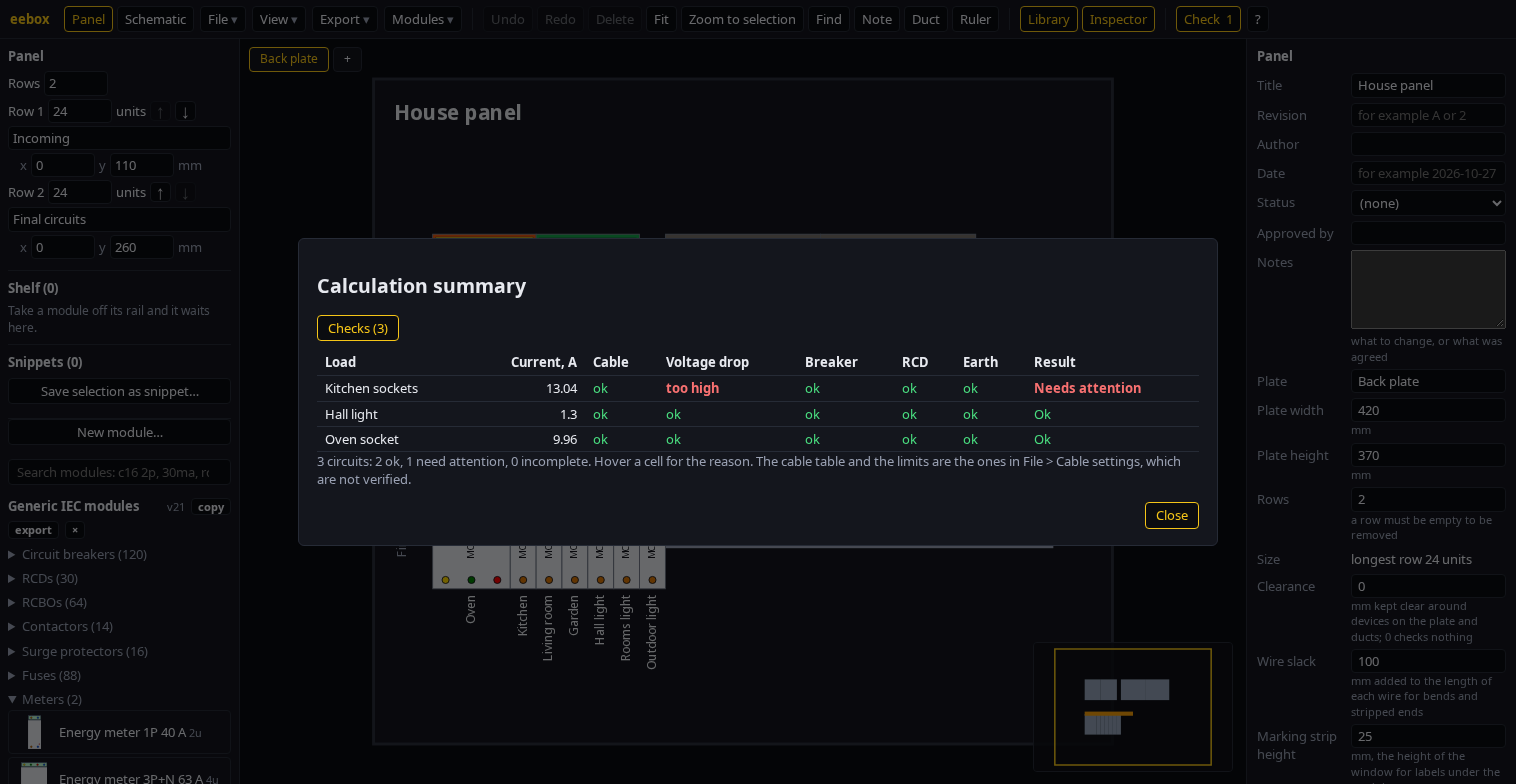 eebox Panel Schematic File ▾ View ▾ Export ▾ Modules ▾ Undo Redo Delete Fit Zoom to selection Find Note Duct Ruler Library Inspector Check 1 ?
Panel
Rows 2
Row 1 24 units ↑ ↓
Incoming
x 0 y 110 mm
Row 2 24 units ↑ ↓
Final circuits
x 0 y 260 mm
Shelf (0)
Take a module off its rail and it waits
here.
Snippets (0)
Save selection as snippet...
New module...
Search modules: c16 2p, 30ma, rc
Generic IEC modules v21 copy
export ×
Circuit breakers (120)
RCDs (30)
RCBOs (64)
Contactors (14)
Surge protectors (16)
Fuses (88)
Meters (2)
Energy meter 1P 40 A 2u
Energy meter 3P+N 63 A 4u
Back plate +
House panel
Calculation summary
Checks (3)
Load Current, A Cable Voltage drop Breaker RCD Earth Result
Kitchen sockets 13.04 ok too high ok ok ok Needs attention
Hall light 1.3 ok ok ok ok ok Ok
Oven socket 9.96 ok ok ok ok ok Ok
3 circuits: 2 ok, 1 need attention, 0 incomplete. Hover a cell for the reason. The cable table and the limits are the ones in File > Cable settings, which
are not verified.
Close
Oven
Kitchen
Living room
Garden
Hall light
Rooms light
Outdoor light
Panel
Title House panel
Revision for example A or 2
Author
Date for example 2026-10-27
Status (none)
Approved by
Notes
what to change, or what was
agreed
Plate Back plate
Plate width 420
mm
Plate height 370
mm
Rows 2
a row must be empty to be
removed
Size longest row 24 units
Clearance 0
mm kept clear around
devices on the plate and
ducts; 0 checks nothing
Wire slack 100
mm added to the length of
each wire for bends and
stripped ends
Marking strip
height 25
mm, the height of the
window for labels under the